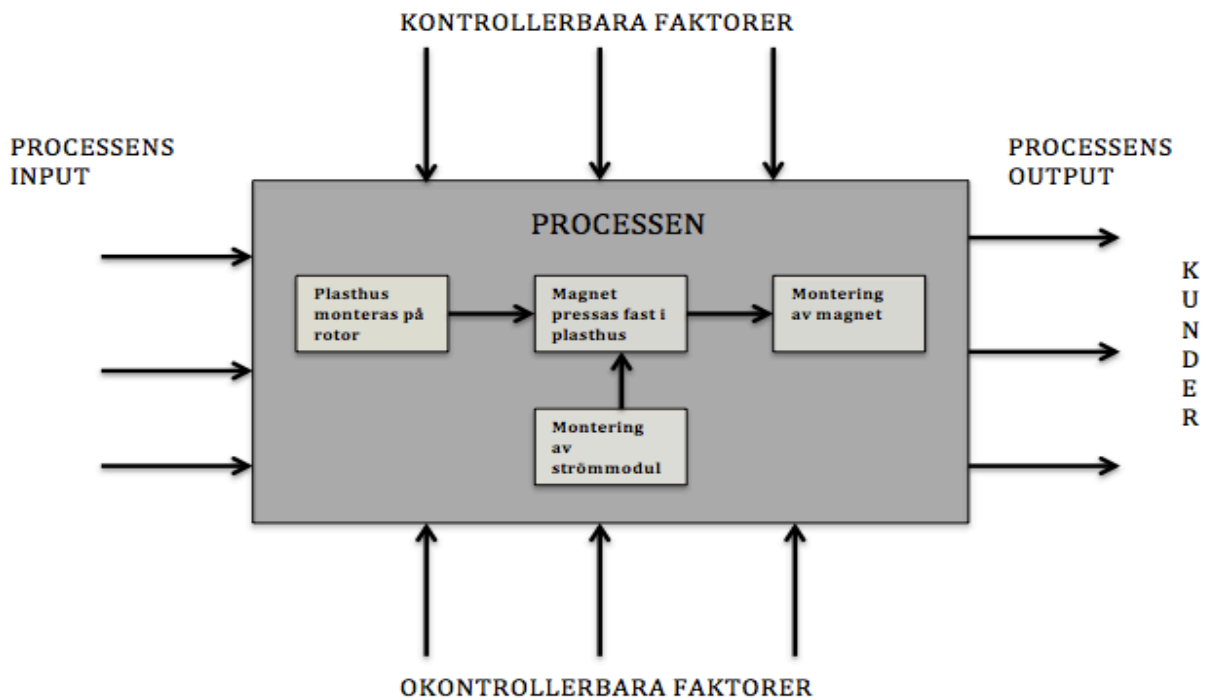 KONTROLLERBARA FAKTORER
PROCESSENS
INPUT
PROCESSENS
OUTPUT
PROCESSEN
Plasthus
monteras på
rotor
Magnet
pressas fast i
plasthus
Montering
av magnet
Montering
av
strömmodul
K
U
N
D
E
R
OKONTROLLERBARA FAKTORER